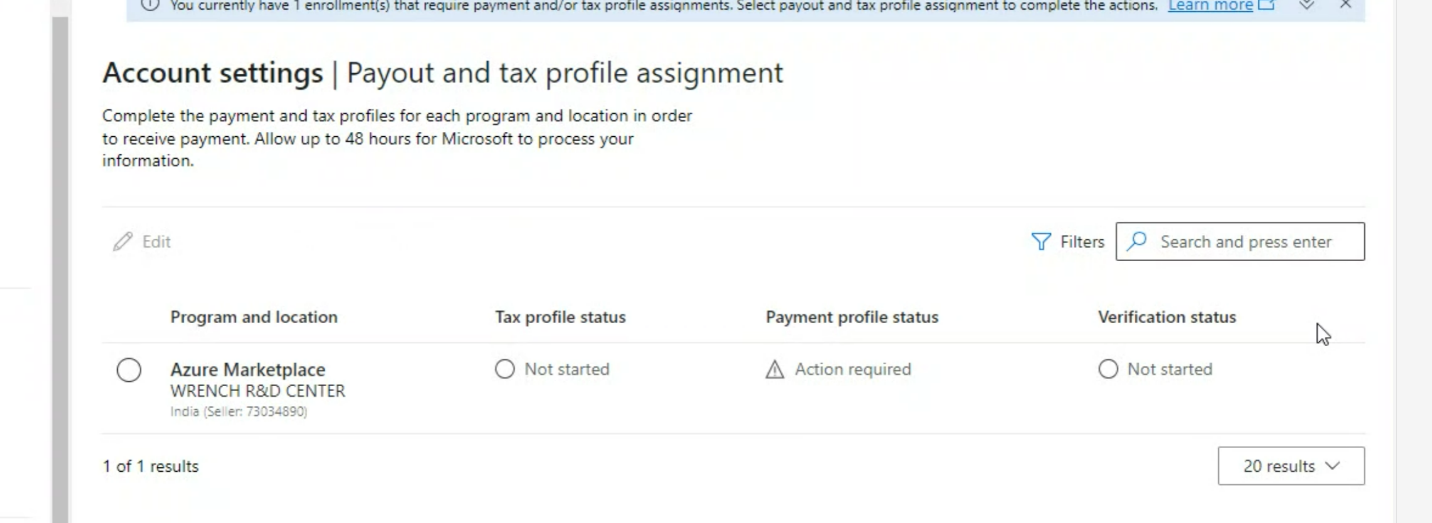 You currently have 1 enrollment(s) that require payment and/or tax profile assignments. Select payout and tax profile assignment to complete the actions. Learn more
Account settings | Payout and tax profile assignment
Complete the payment and tax profiles for each program and location in order
to receive payment. Allow up to 48 hours for Microsoft to process your
information.
Edit
Filters
Search and press enter
Program and location
Tax profile status
Payment profile status
Verification status
Azure Marketplace
WRENCH R&D CENTER
India (Seller: 73034890)
Not started
Action required
Not started
1 of 1 results
20 results